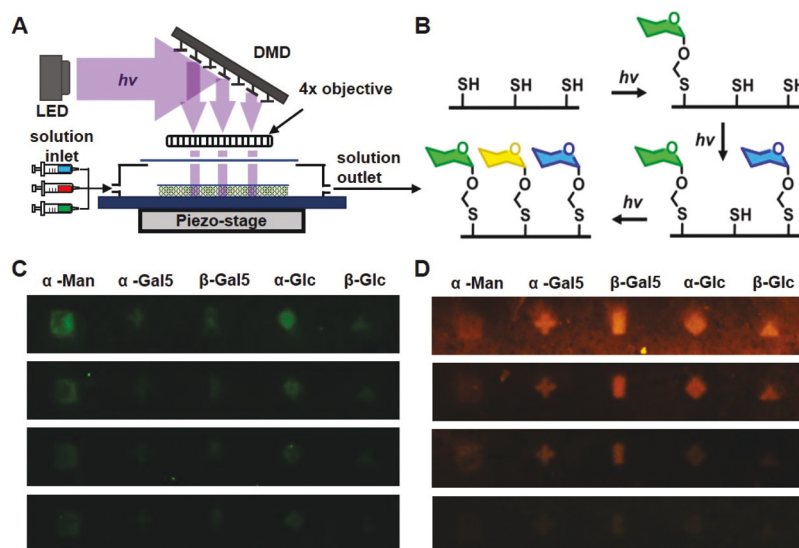 A
DMD
hv
LED
4x objective
solution
inlet
solution
outlet
Piezo-stage
B
O
O
SH SH SH
hv
S SH SH
hv
O O O
O O O
S S S
hv
O O
O O
S SH S
C
α -Man α -Gal5 β-Gal5 α-Glc β-Glc
D
α -Man α -Gal5 β-Gal5 α-Glc β-Glc